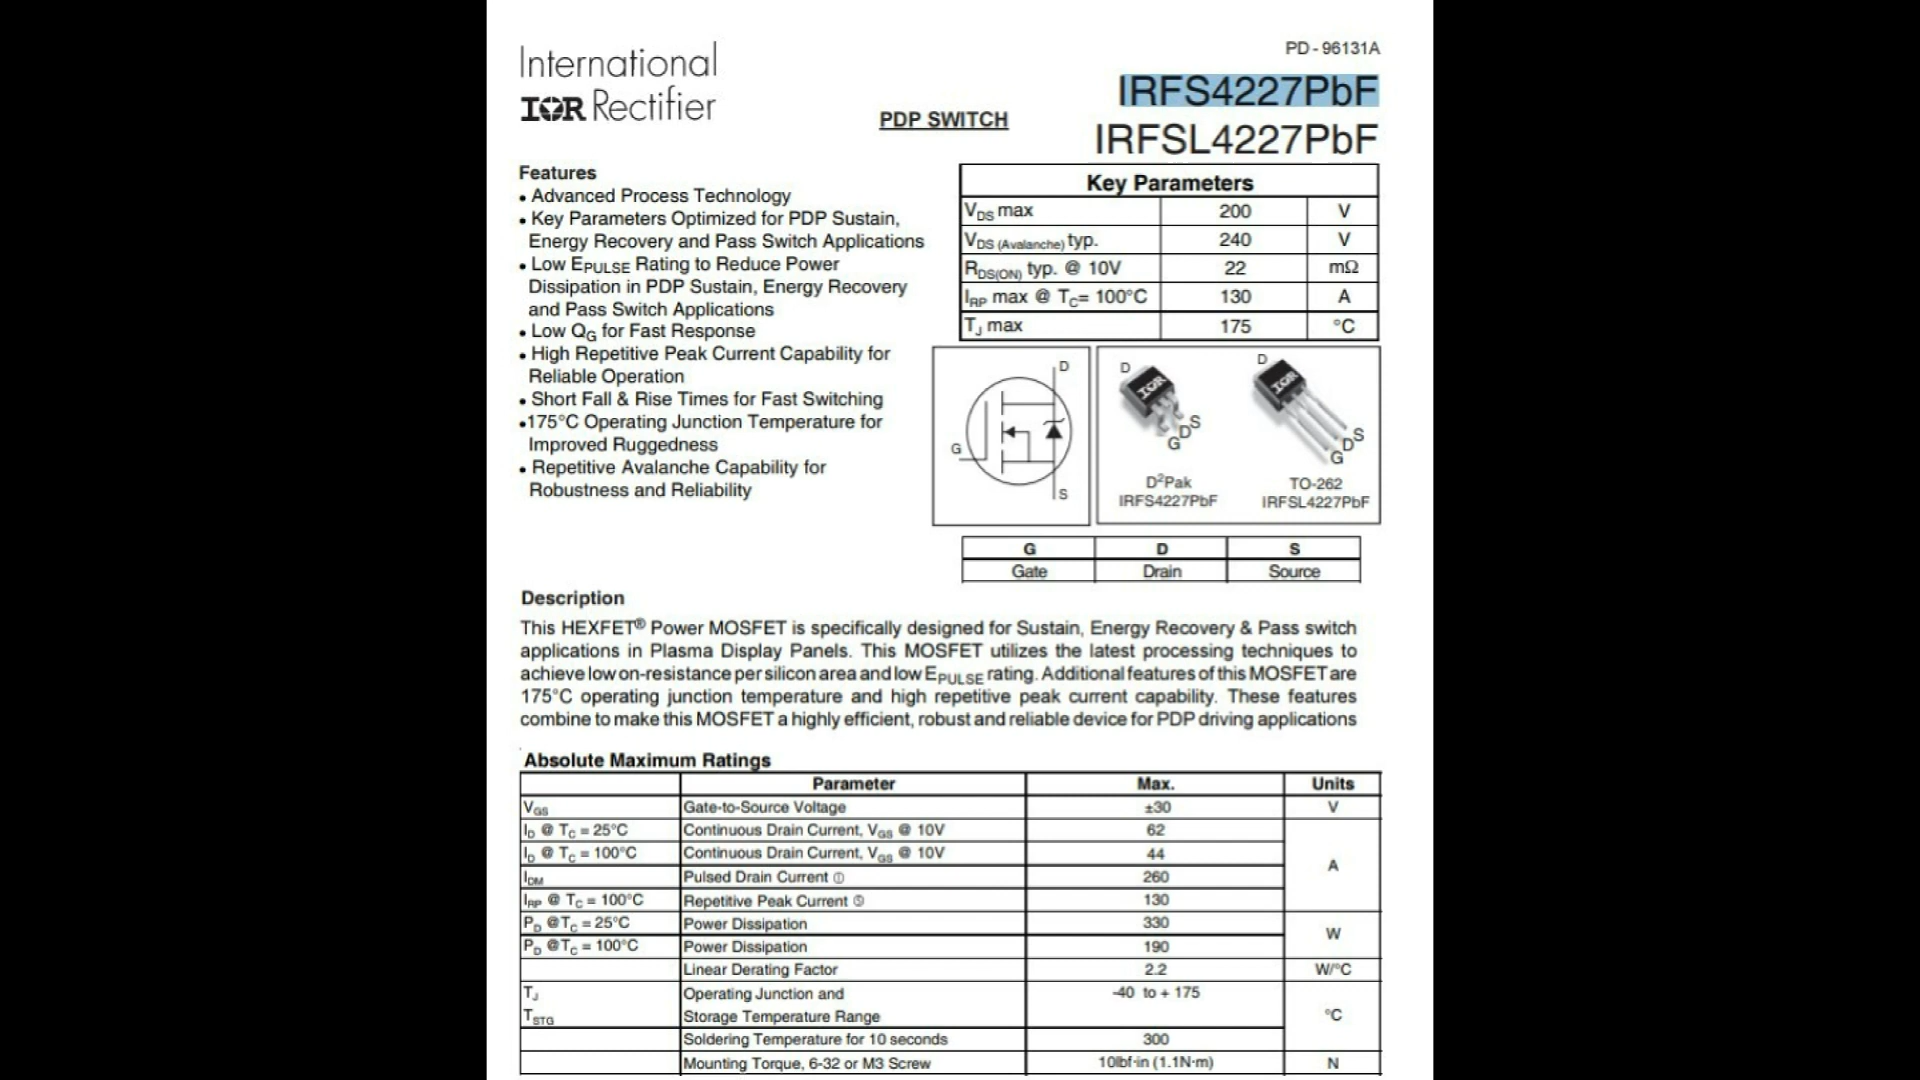 International
IOR Rectifier
PD - 96131A
IRFS4227PbF
PDP SWITCH
IRFSL4227PbF
Features
• Advanced Process Technology
• Key Parameters Optimized for PDP Sustain,
Energy Recovery and Pass Switch Applications
• Low EPULSE Rating to Reduce Power
Dissipation in PDP Sustain, Energy Recovery
and Pass Switch Applications
• Low QG for Fast Response
• High Repetitive Peak Current Capability for
Reliable Operation
• Short Fall & Rise Times for Fast Switching
•175°C Operating Junction Temperature for
Improved Ruggedness
• Repetitive Avalanche Capability for
Robustness and Reliability
Key Parameters
VDS max 200 V
VDS (Avalanche) typ. 240 V
RDS(ON) typ. @ 10V 22 mΩ
IRP max @ TC= 100°C 130 A
TJ max 175 °C
D
G
S
D
IOR
S
D
G
D2Pak
IRFS4227PbF
D
IOR
S
D
G
TO-262
IRFSL4227PbF
G D S
Gate Drain Source
Description
This HEXFET® Power MOSFET is specifically designed for Sustain, Energy Recovery & Pass switch
applications in Plasma Display Panels. This MOSFET utilizes the latest processing techniques to
achieve low on-resistance per silicon area and low EPULSE rating. Additional features of this MOSFET are
175°C operating junction temperature and high repetitive peak current capability. These features
combine to make this MOSFET a highly efficient, robust and reliable device for PDP driving applications
Absolute Maximum Ratings
Parameter Max. Units
VGS Gate-to-Source Voltage ±30 V
ID @ TC = 25°C Continuous Drain Current, VGS @ 10V 62
ID @ TC = 100°C Continuous Drain Current, VGS @ 10V 44 A
IDM Pulsed Drain Current ① 260
IRP @ TC = 100°C Repetitive Peak Current ⑤ 130
PD @TC = 25°C Power Dissipation 330 W
PD @TC = 100°C Power Dissipation 190
Linear Derating Factor 2.2 W/°C
TJ Operating Junction and -40 to + 175
TSTG Storage Temperature Range °C
Soldering Temperature for 10 seconds 300
Mounting Torque, 6-32 or M3 Screw 10lbf·in (1.1N·m) N